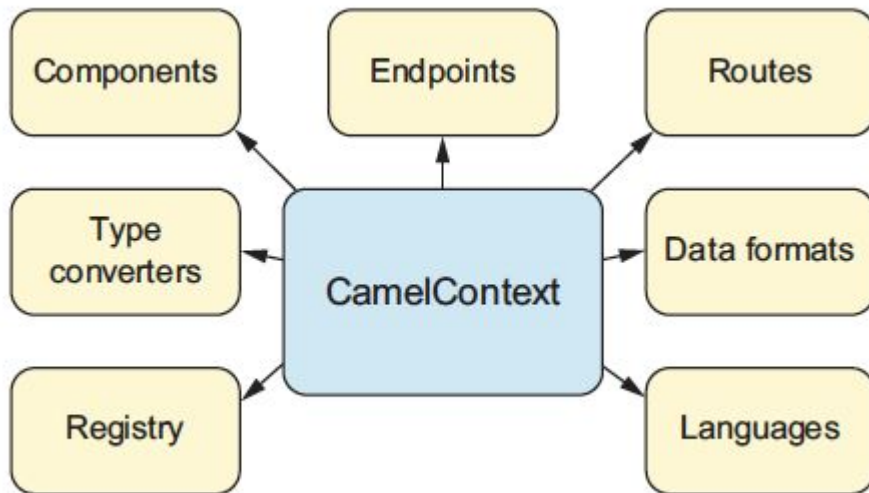 Components
Endpoints
Routes
Type
converters
CamelContext
Data formats
Registry
Languages